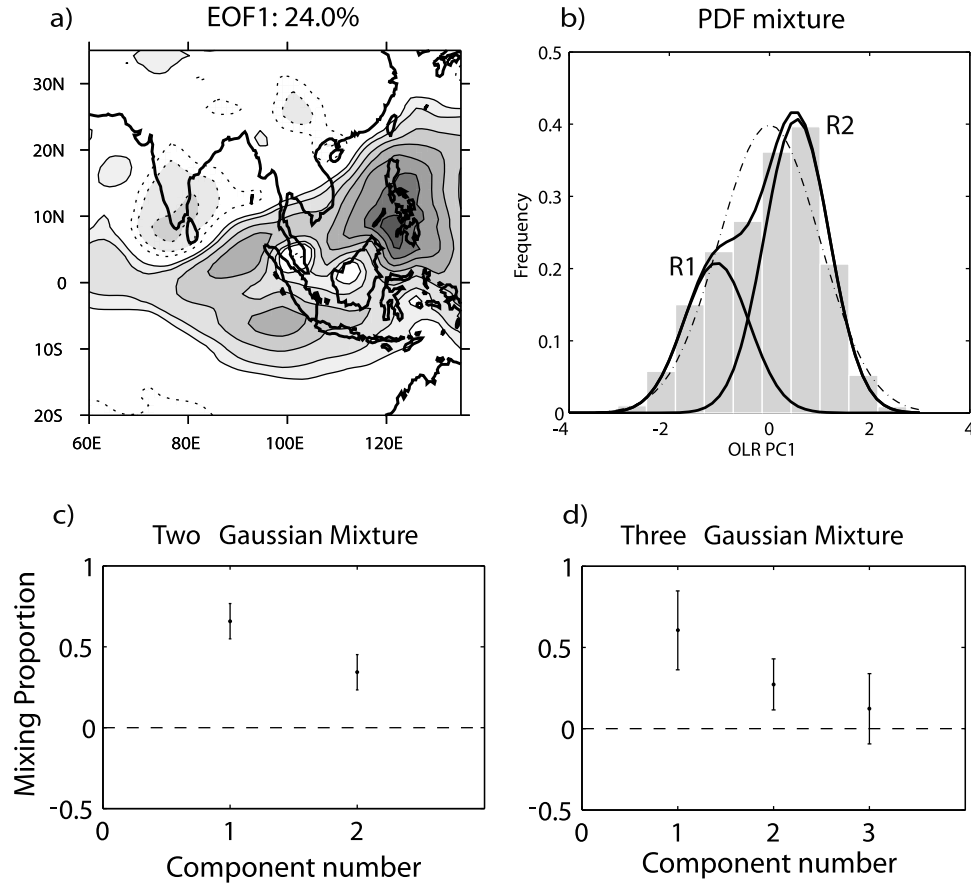 a)
EOF1: 24.0%
30N
20N
10N
0
10S
20S
60E
80E
100E
120E
b)
PDF mixture
0.5
0.4
0.3
0.2
0.1
0
Frequency
R1
R2
-4
-2
0
2
4
OLR PC1
c)
Two Gaussian Mixture
1
0.5
0
-0.5
Mixing Proportion
0
1
2
Component number
d)
Three Gaussian Mixture
1
0.5
0
-0.5
0
1
2
3
Component number